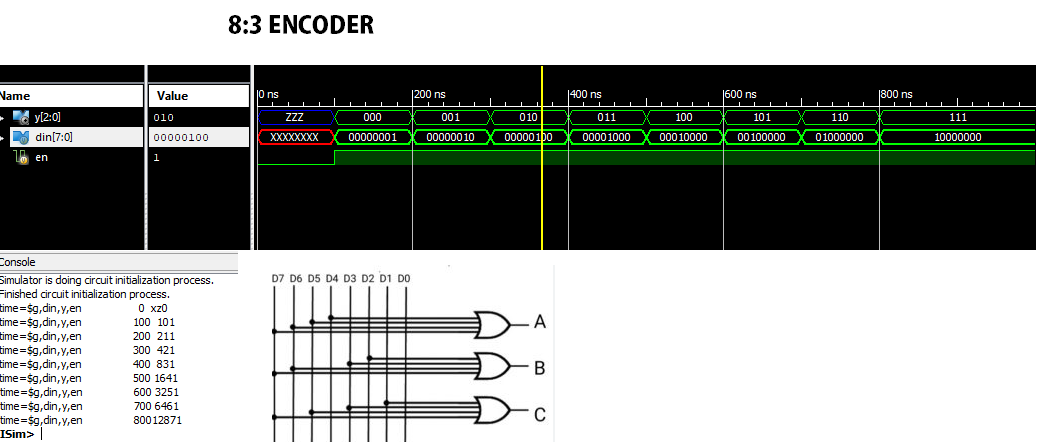 8:3 ENCODER
Name Value
0 ns 200 ns 400 ns 600 ns 800 ns
y[2:0] 010 ZZZ 000 001 010 011 100 101 110 111
din[7:0] 00000100 XXXXXXXX 00000001 00000010 00000100 00001000 00010000 00100000 01000000 10000000
en 1
Console
Simulator is doing circuit initialization process.
Finished circuit initialization process.
time=$g,din,y,en 0 xz0
time=$g,din,y,en 100 101
time=$g,din,y,en 200 211
time=$g,din,y,en 300 421
time=$g,din,y,en 400 831
time=$g,din,y,en 500 1641
time=$g,din,y,en 600 3251
time=$g,din,y,en 700 6461
time=$g,din,y,en 80012871
ISim>
D7 D6 D5 D4 D3 D2 D1 D0
A
B
C